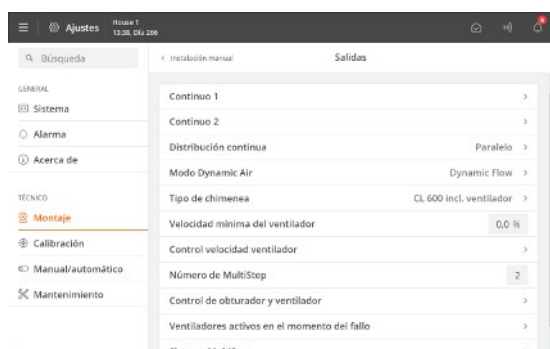 Ajustes
House 1
13:38, Día 266
Búsqueda
Instalación manual
Salidas
GENERAL
Sistema
Alarma
Acerca de
TÉCNICO
Montaje
Calibración
Manual/automático
Mantenimiento
Continuo 1
Continuo 2
Distribución continua Paralelo
Modo Dynamic Air Dynamic Flow
Tipo de chimenea CL 600 incl. ventilador
Velocidad mínima del ventilador 0,0 %
Control velocidad ventilador
Número de MultiStep 2
Control de obturador y ventilador
Ventiladores activos en el momento del fallo